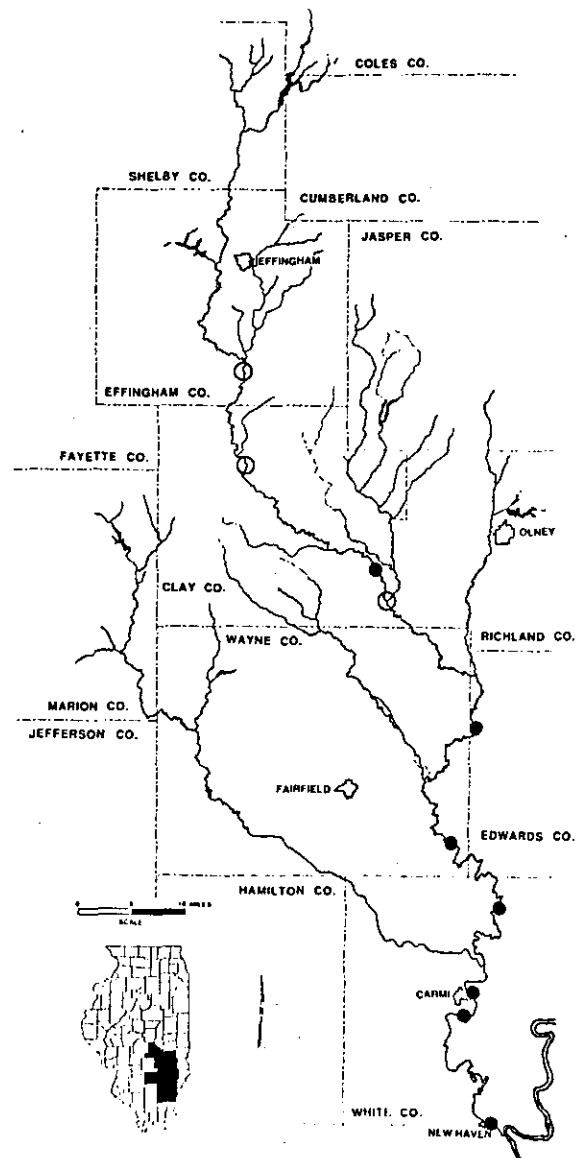 COLES CO.
SHELBY CO.
CUMBERLAND CO.
JASPER CO.
EFFINGHAM
EFFINGHAM CO.
FAYETTE CO.
OLNEY
CLAY CO.
WAYNE CO.
RICHLAND CO.
MARION CO.
JEFFERSON CO.
FAIRFIELD
EDWARDS CO.
HAMILTON CO.
SCALE
CARMI
WHITE CO.
NEW HAVEN